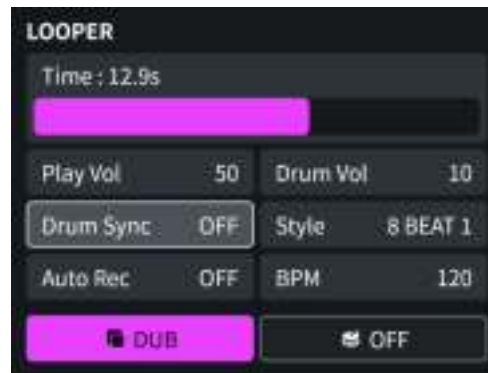 LOOPER
Time : 12.9s
Play Vol 50 Drum Vol 10
Drum Sync OFF Style 8 BEAT 1
Auto Rec OFF BPM 120
DUB OFF